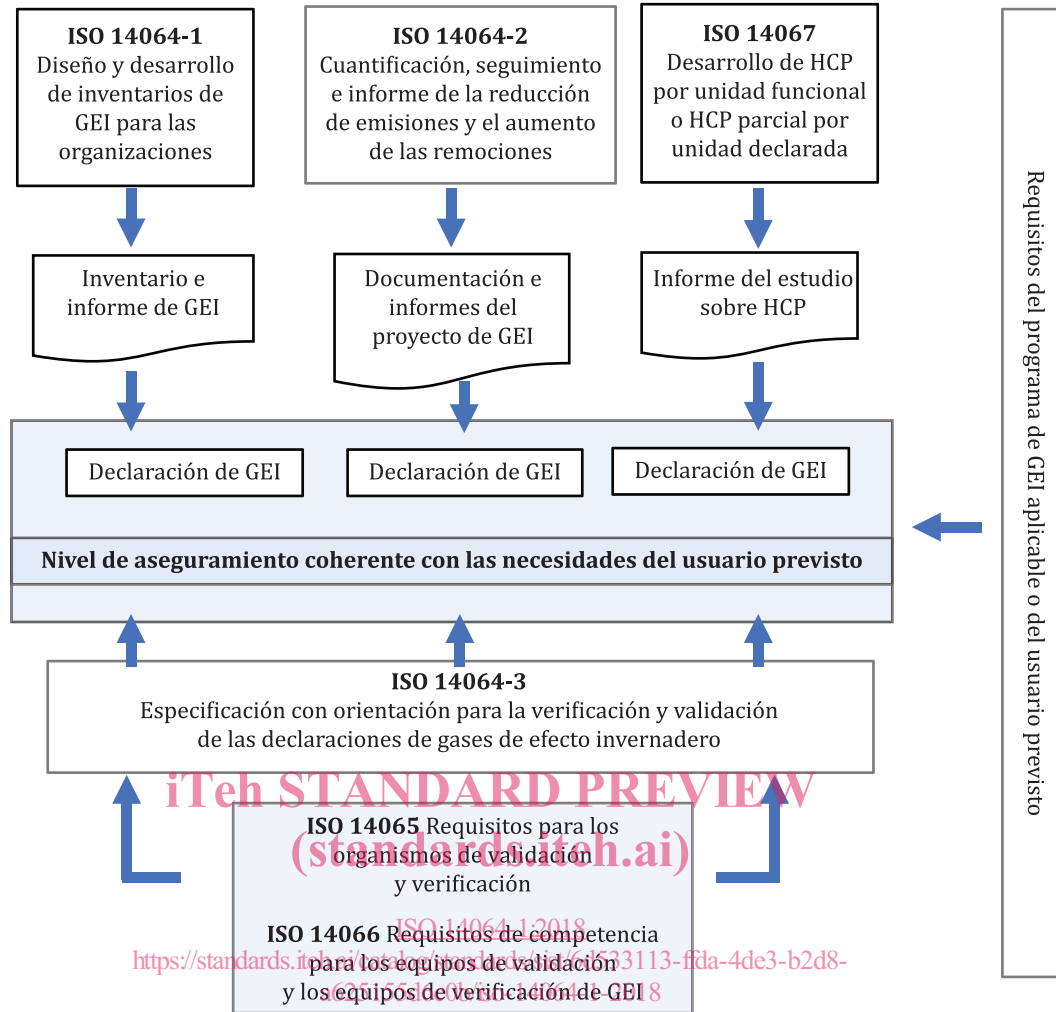 ISO 14064-1
Diseño y desarrollo
de inventarios de
GEI para las
organizaciones
ISO 14064-2
Cuantificación, seguimiento
e informe de la reducción
de emisiones y el aumento
de las remociones
ISO 14067
Desarrollo de HCP
por unidad funcional
o HCP parcial por
unidad declarada
Inventario e
informe de GEI
Documentación e
informes del
proyecto de GEI
Informe del estudio
sobre HCP
Declaración de GEI
Declaración de GEI
Declaración de GEI
Nivel de aseguramiento coherente con las necesidades del usuario previsto
ISO 14064-3
Especificación con orientación para la verificación y validación
de las declaraciones de gases de efecto invernadero
iTeh STANDARD PREVIEW
(standards.iteh.ai)
ISO 14065 Requisitos para los
organismos de validación
y verificación
ISO 14064-1:2018
ISO 14066 Requisitos de competencia
para los equipos de validación
y los equipos de verificación de GEI
Requisitos del programa de GEI aplicable o del usuario previsto